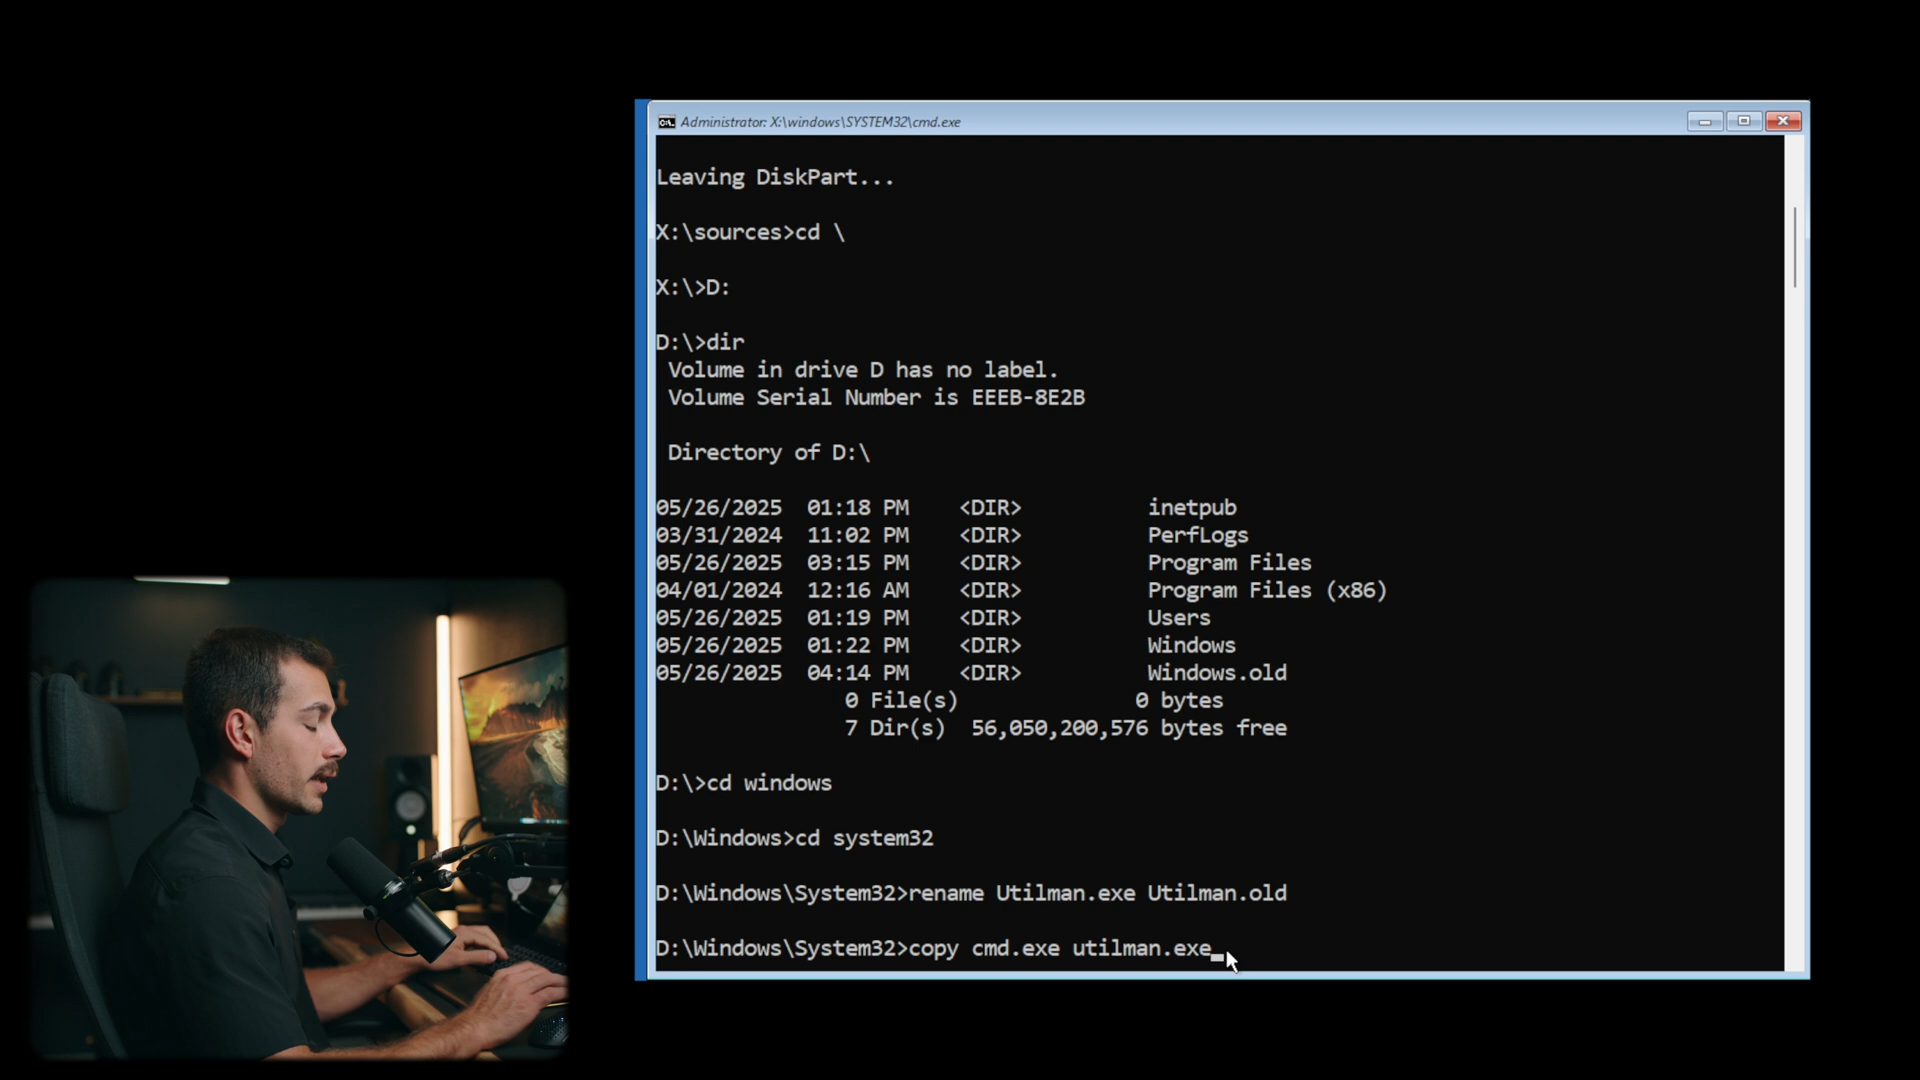 Administrator: X:\windows\SYSTEM32\cmd.exe
Leaving DiskPart...
X:\sources>cd \
X:\>D:
D:\>dir
Volume in drive D has no label.
Volume Serial Number is EEEB-8E2B
Directory of D:\
05/26/2025 01:18 PM <DIR> inetpub
03/31/2024 11:02 PM <DIR> PerfLogs
05/26/2025 03:15 PM <DIR> Program Files
04/01/2024 12:16 AM <DIR> Program Files (x86)
05/26/2025 01:19 PM <DIR> Users
05/26/2025 01:22 PM <DIR> Windows
05/26/2025 04:14 PM <DIR> Windows.old
0 File(s) 0 bytes
7 Dir(s) 56,050,200,576 bytes free
D:\>cd windows
D:\Windows>cd system32
D:\Windows\System32>rename Utilman.exe Utilman.old
D:\Windows\System32>copy cmd.exe utilman.exe